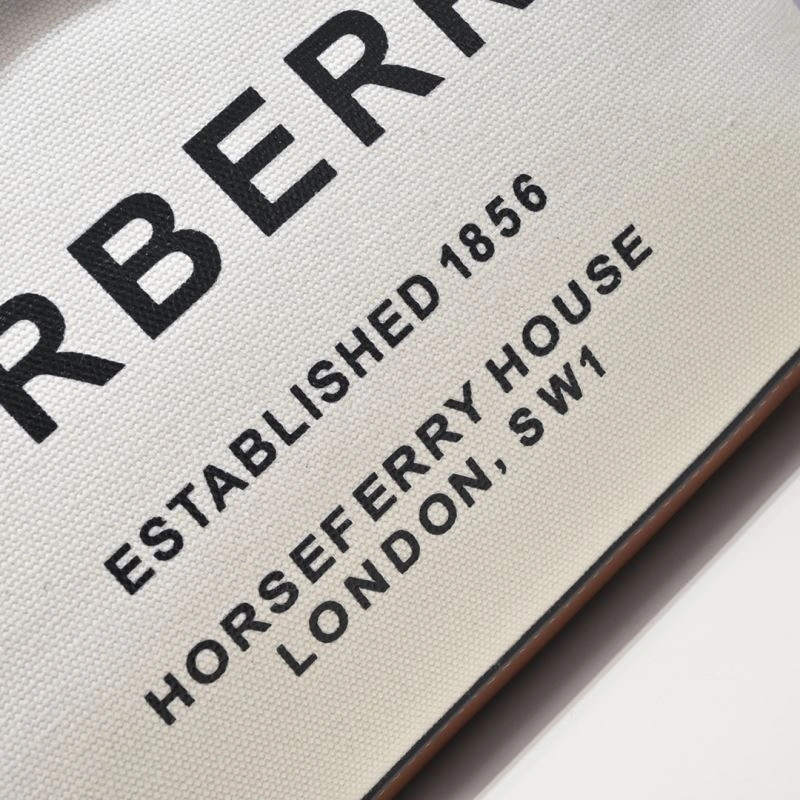 RBERR
ESTABLISHED 1856
HORSEFERRY HOUSE
LONDON, SW1